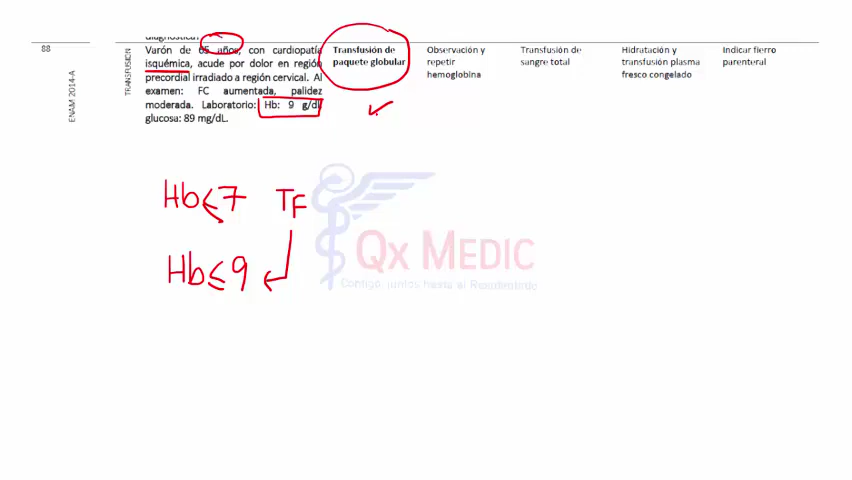 diagnóstica?
88
ENAM 2014-A
TRANSFUSIÓN
Varón de 65 años, con cardiopatía
isquémica, acude por dolor en región
precordial irradiado a región cervical. Al
examen: FC aumentada, palidez
moderada. Laboratorio: Hb: 9 g/dl
glucosa: 89 mg/dL.
Transfusión de
paquete globular
Observación y
repetir
hemoglobina
Transfusión de
sangre total
Hidratación y
transfusión plasma
fresco congelado
Indicar fierro
parenteral
Hb≤7 TF
Hb≤9
Qx MEDIC
Contigo, juntos hasta el Residentado